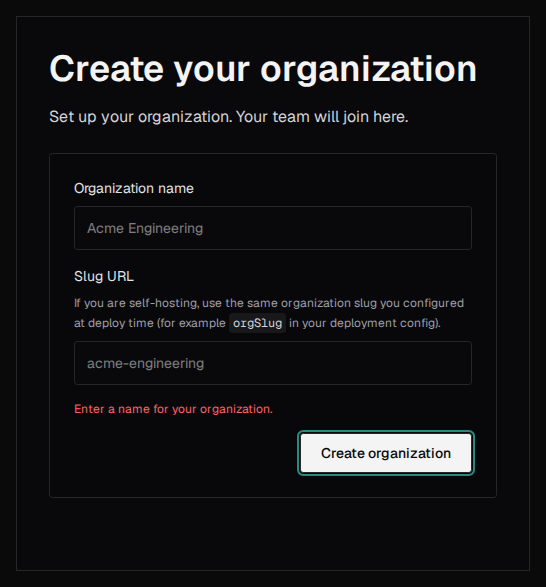 Create your organization
Set up your organization. Your team will join here.
Organization name
Acme Engineering
Slug URL
If you are self-hosting, use the same organization slug you configured
at deploy time (for example orgSlug in your deployment config).
acme-engineering
Enter a name for your organization.
Create organization